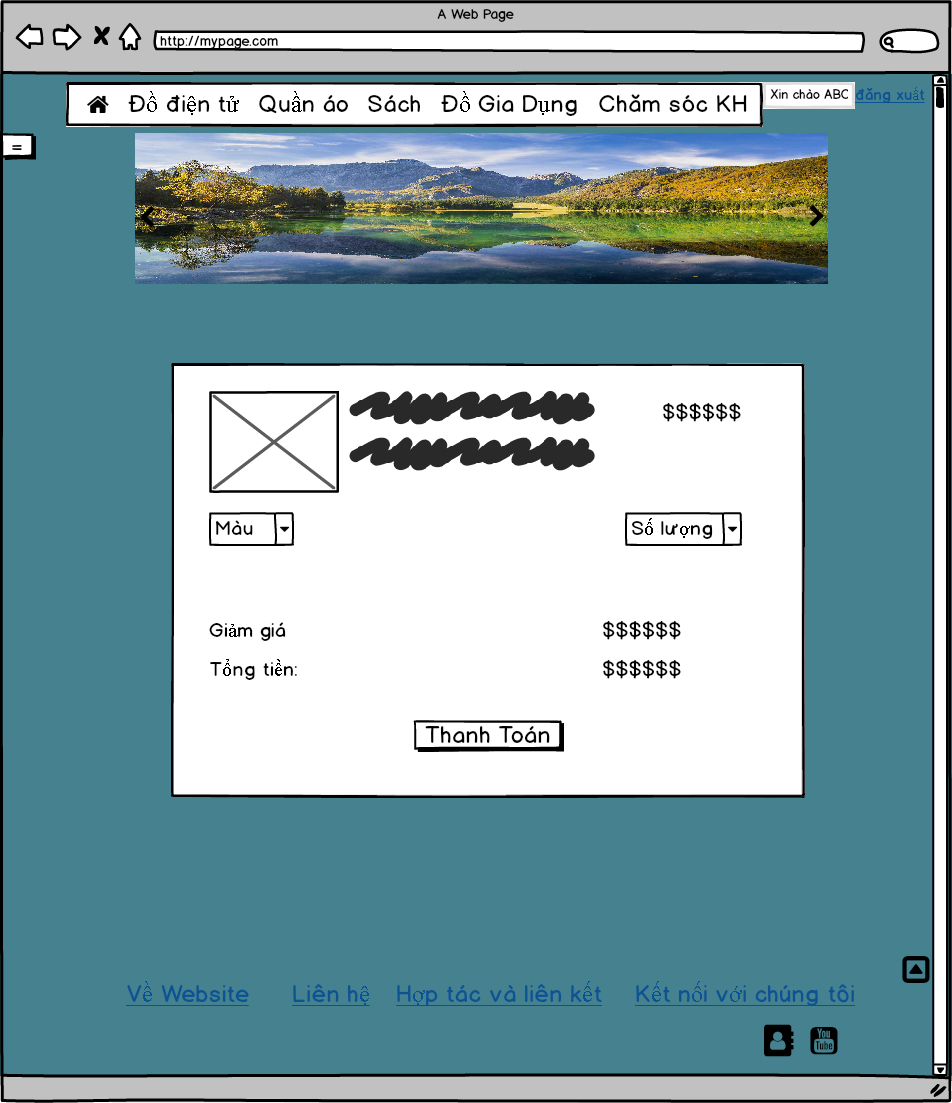 A Web Page
http://mypage.com
Đồ điện tử Quần áo Sách Đồ Gia Dụng Chăm sóc KH
Xin chào ABC đăng xuất
=
$$$$$$
Màu Số lượng
Giảm giá $$$$$$
Tổng tiền: $$$$$$
Thanh Toán
Về Website Liên hệ Hợp tác và liên kết Kết nối với chúng tôi
You
Tube